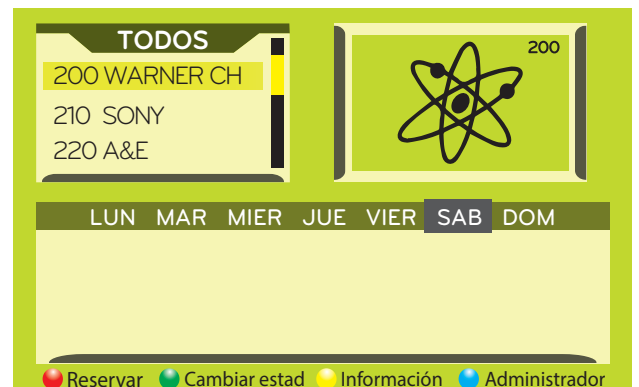 TODOS
200 WARNER CH
210 SONY
220 A&E
200
LUN MAR MIER JUE VIER SAB DOM
Reservar Cambiar estad Información Administrador